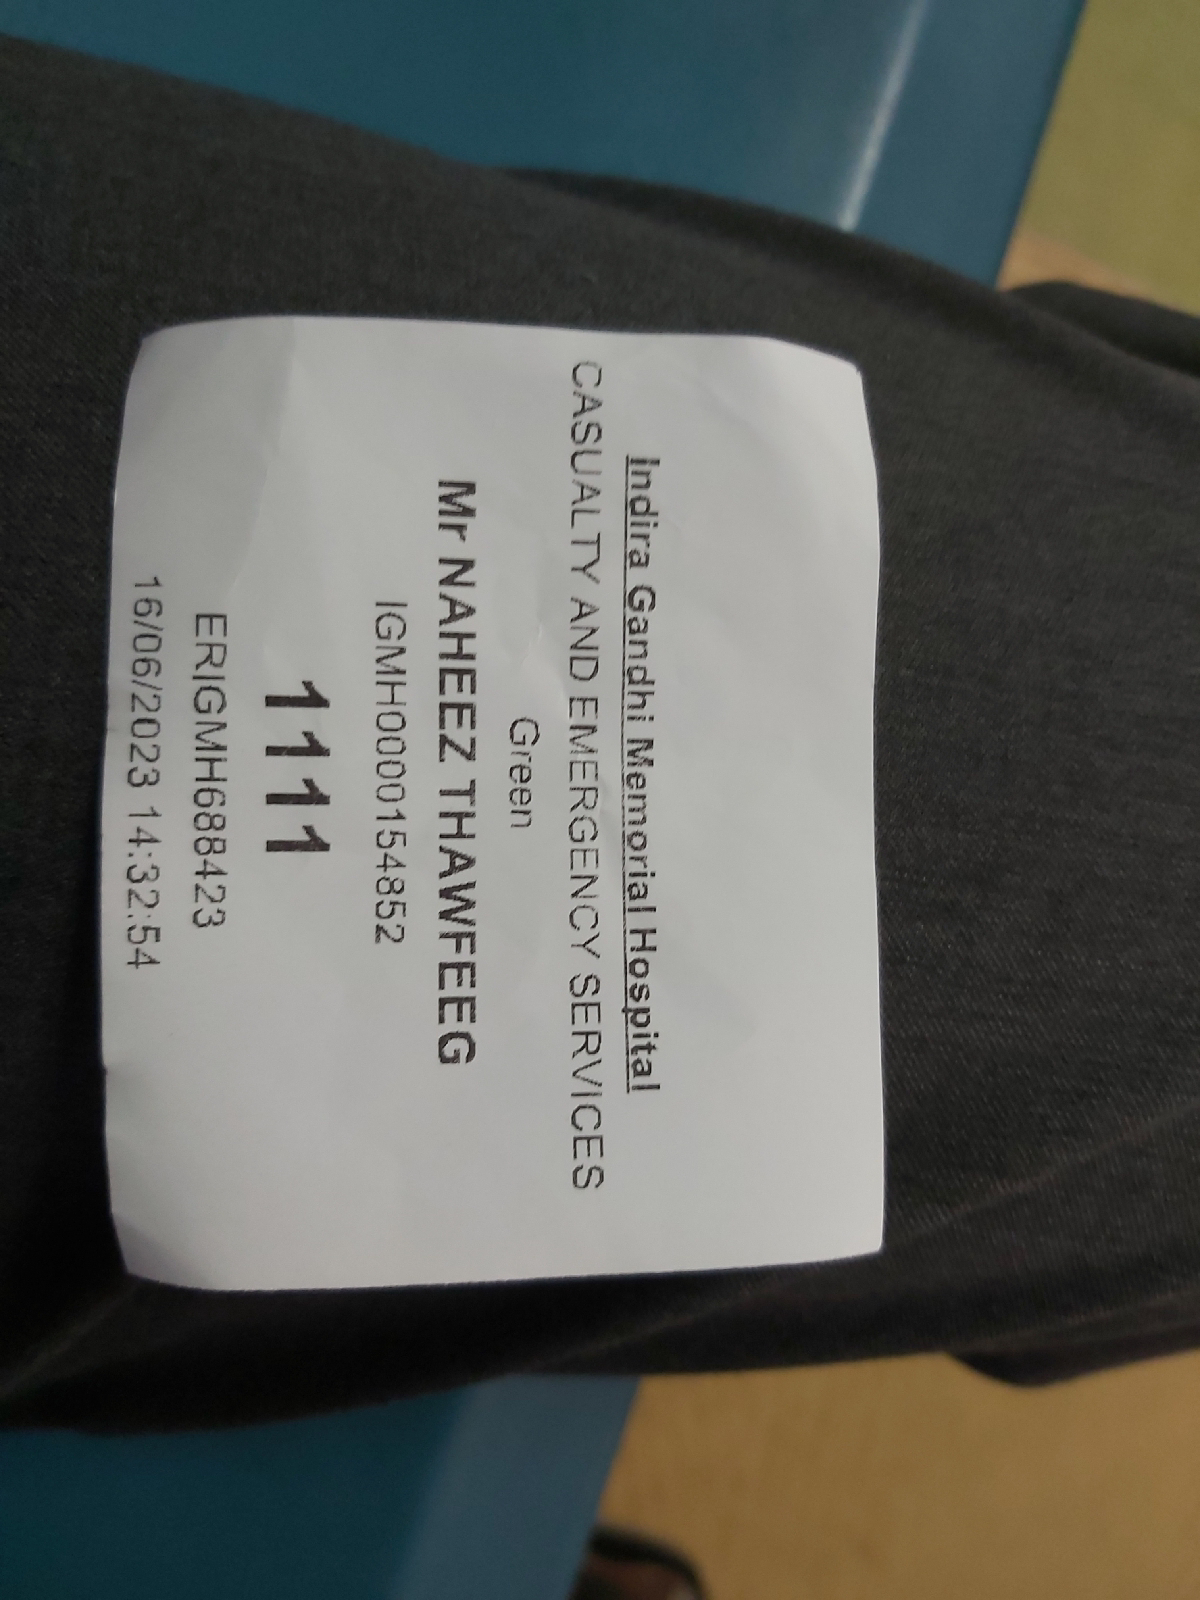 Indira Gandhi Memorial Hospital
CASUALTY AND EMERGENCY SERVICES
Green
Mr NAHEEZ THAWFEEG
IGMH0000154852
1111
ERIGMH688423
16/06/2023 14:32:54